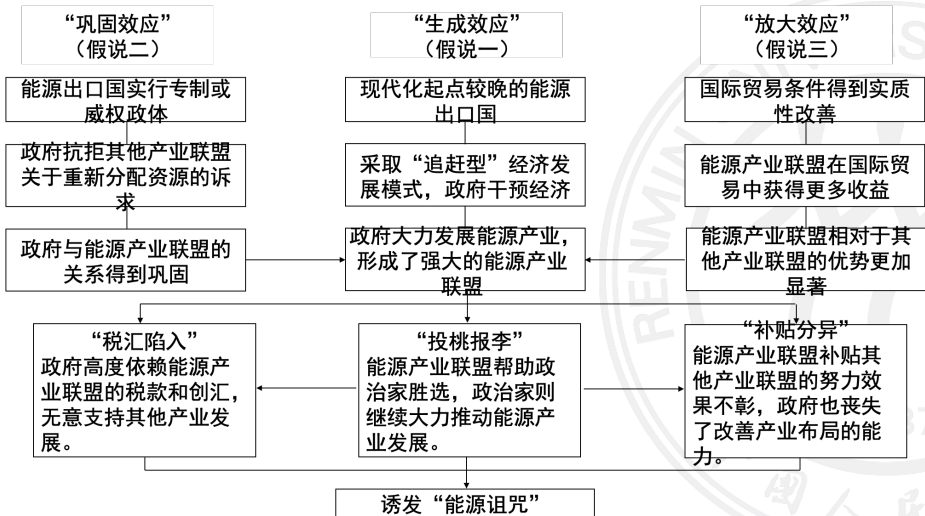 “巩固效应”
（假说二）
“生成效应”
（假说一）
“放大效应”
（假说三）
能源出口国实行专制或
威权政体
现代化起点较晚的能源
出口国
国际贸易条件得到实质
性改善
政府抗拒其他产业联盟
关于重新分配资源的诉
求
采取“追赶型”经济发
展模式，政府干预经济
能源产业联盟在国际贸
易中获得更多收益
政府与能源产业联盟的
关系得到巩固
政府大力发展能源产业，
形成了强大的能源产业
联盟
能源产业联盟相对于其
他产业联盟的优势更加
显著
“税汇陷入”
政府高度依赖能源产
业联盟的税款和创汇，
无意支持其他产业发
展。
“投桃报李”
能源产业联盟帮助政
治家胜选，政治家则
继续大力推动能源产
业发展。
“补贴分异”
能源产业联盟补贴其
他产业联盟的努力效
果不彰，政府也丧失
了改善产业布局的能
力。
诱发“能源诅咒”
RENMIN